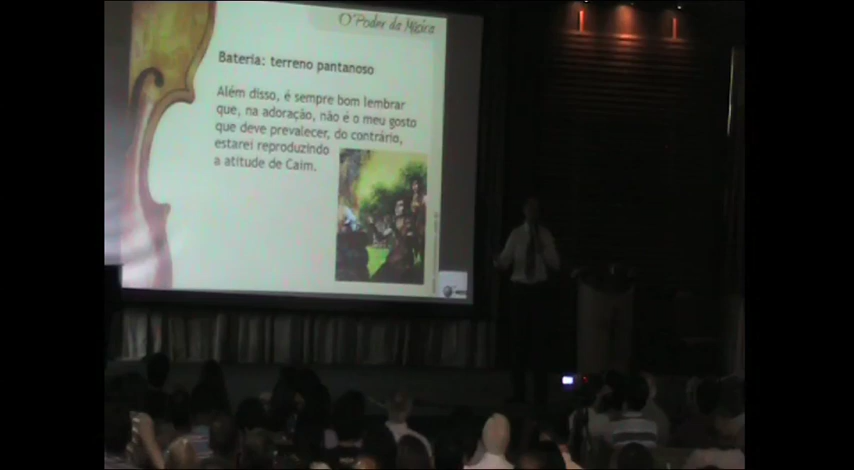 O Poder da Música
Bateria: terreno pantanoso
Além disso, é sempre bom lembrar
que, na adoração, não é o meu gosto
que deve prevalecer, do contrário,
estarei reproduzindo
a atitude de Caim.